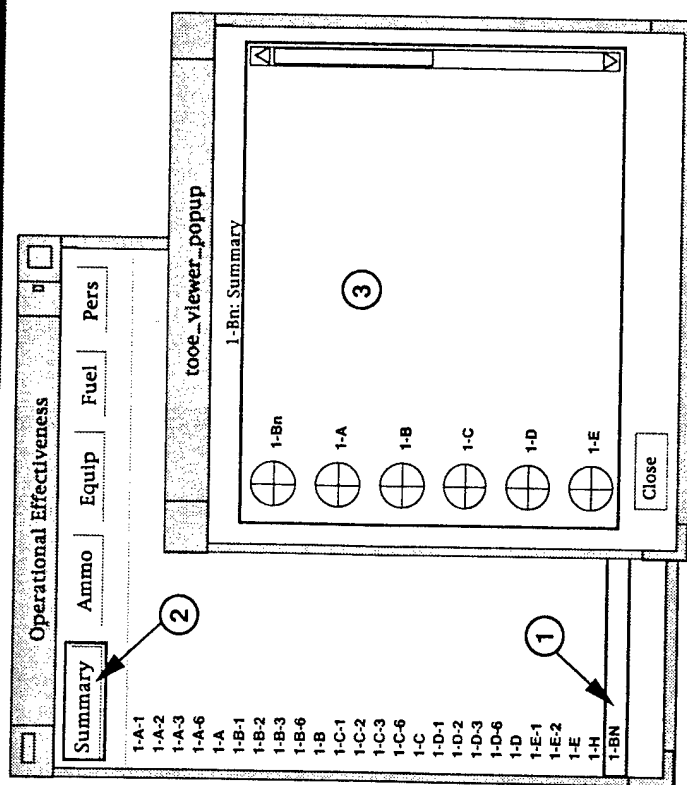 Operational Effectiveness
Summary Ammo Equip Fuel Pers
1-A-1
1-A-2
1-A-3
1-A-6
1-A
1-B-1
1-B-2
1-B-3
1-B-6
1-B
1-C-1
1-C-2
1-C-3
1-C-6
1-C
1-D-1
1-D-2
1-D-3
1-D-6
1-D
1-E-1
1-E-2
1-E
1-H
1-BN
2
1
tooe_viewer_popup
1-Bn: Summary
1-Bn
1-A
1-B
1-C
1-D
1-E
3
Close